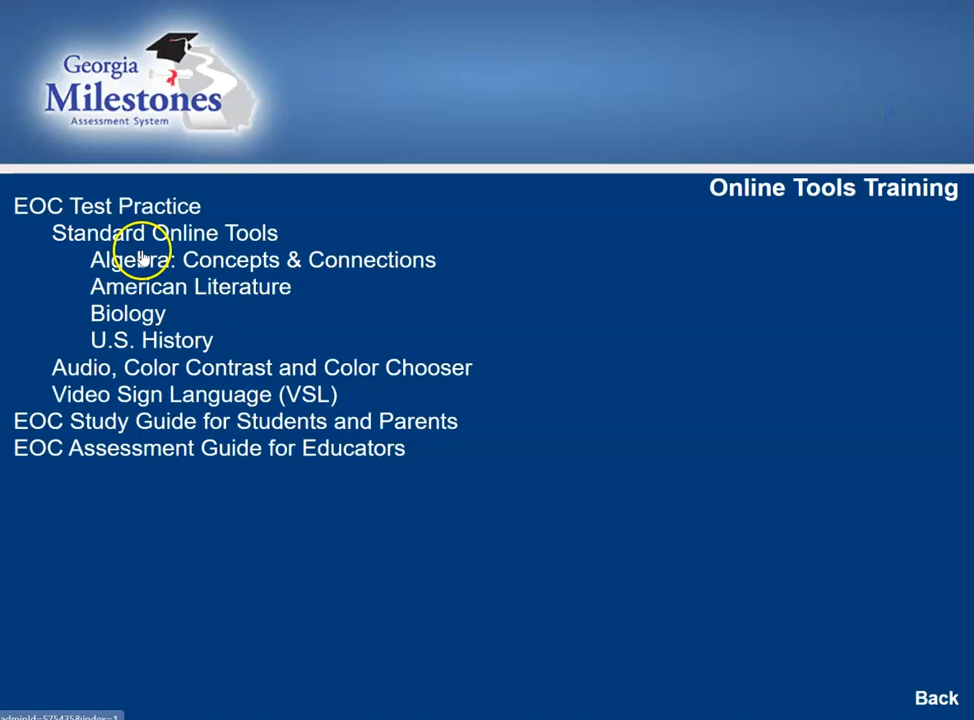 Georgia
Milestones
Assessment System
Online Tools Training
EOC Test Practice
Standard Online Tools
Algebra: Concepts & Connections
American Literature
Biology
U.S. History
Audio, Color Contrast and Color Chooser
Video Sign Language (VSL)
EOC Study Guide for Students and Parents
EOC Assessment Guide for Educators
Back